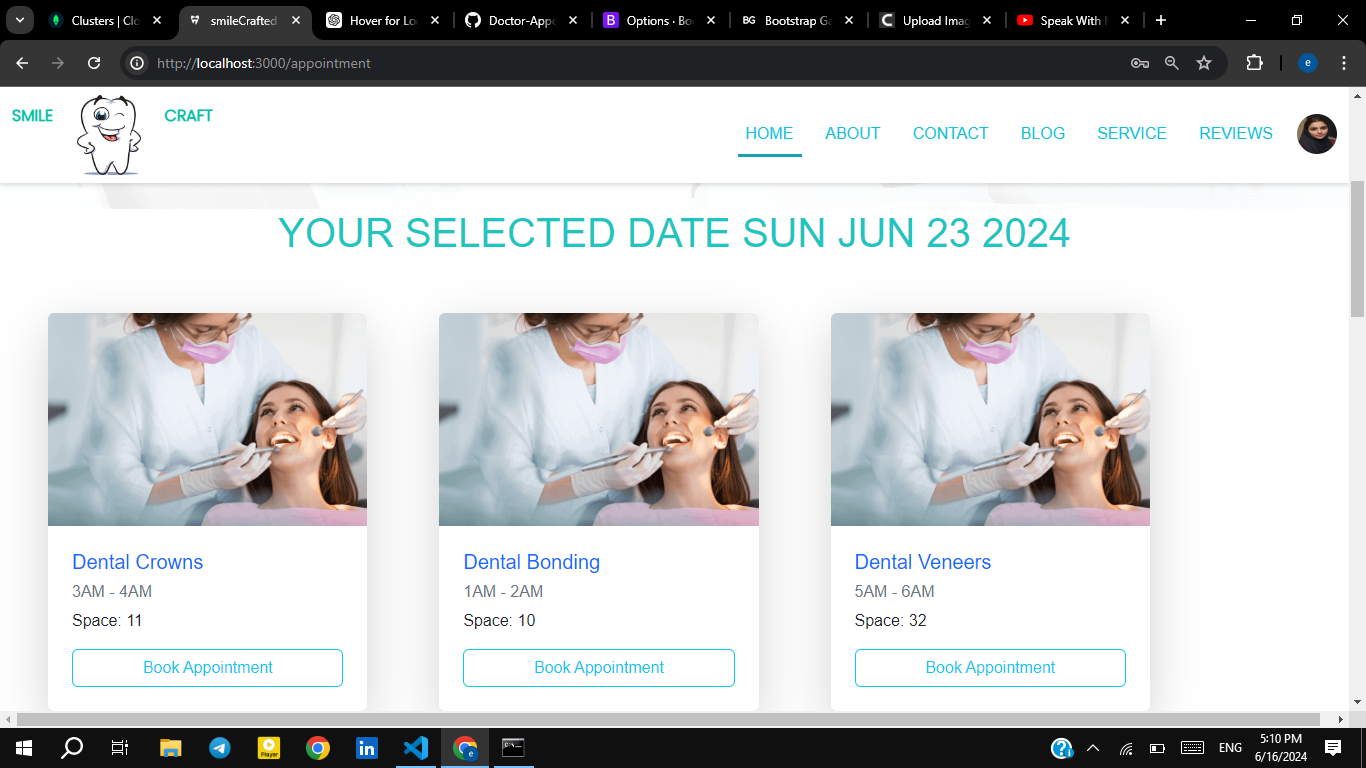 Clusters | Clo
smileCrafted
Hover for Lo
Doctor-Appo
Options · Bo
BG Bootstrap Ga
Upload Imag
Speak With
http://localhost:3000/appointment
e
SMILE CRAFT
HOME ABOUT CONTACT BLOG SERVICE REVIEWS
YOUR SELECTED DATE SUN JUN 23 2024
Dental Crowns
3AM - 4AM
Space: 11
Book Appointment
Dental Bonding
1AM - 2AM
Space: 10
Book Appointment
Dental Veneers
5AM - 6AM
Space: 32
Book Appointment
Player
in
e
ENG
5:10 PM
6/16/2024